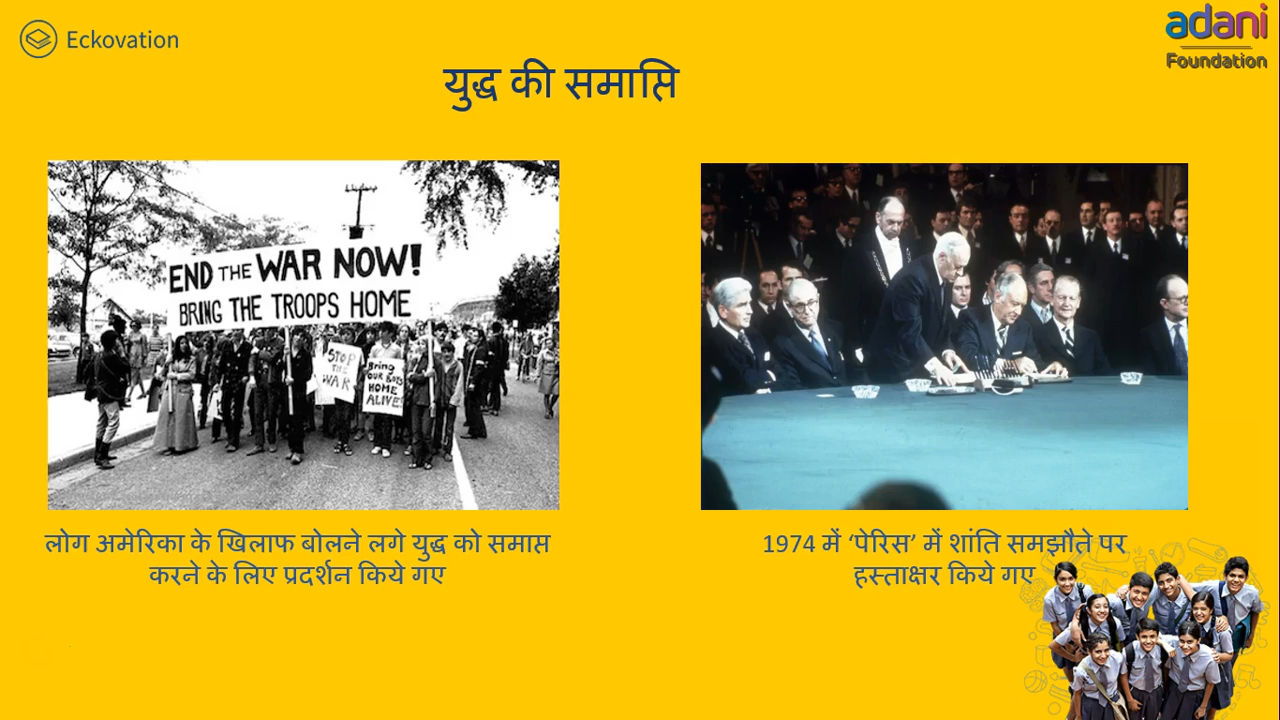 Eckovation
adani
Foundation
युद्ध की समाप्ति
END THE WAR NOW!
BRING THE TROOPS HOME
STOP
THE
WAR
Bring
OUR BOYS
HOME
ALIVE
लोग अमेरिका के खिलाफ बोलने लगे युद्ध को समाप्त
करने के लिए प्रदर्शन किये गए
1974 में ‘पेरिस’ में शांति समझौते पर
हस्ताक्षर किये गए